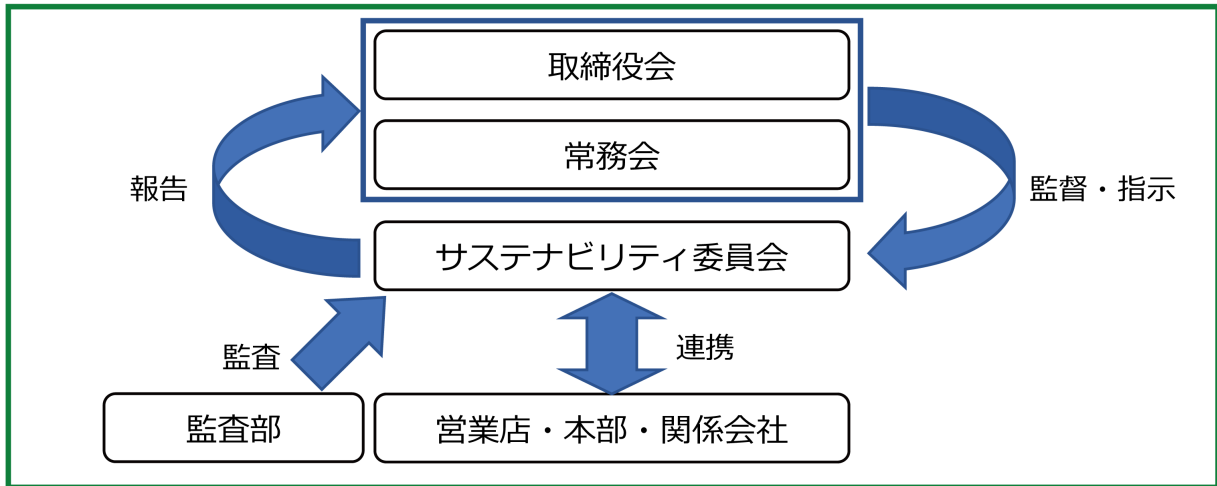 取締役会
常務会
報告
監督・指示
サステナビリティ委員会
監査
連携
監査部
営業店・本部・関係会社